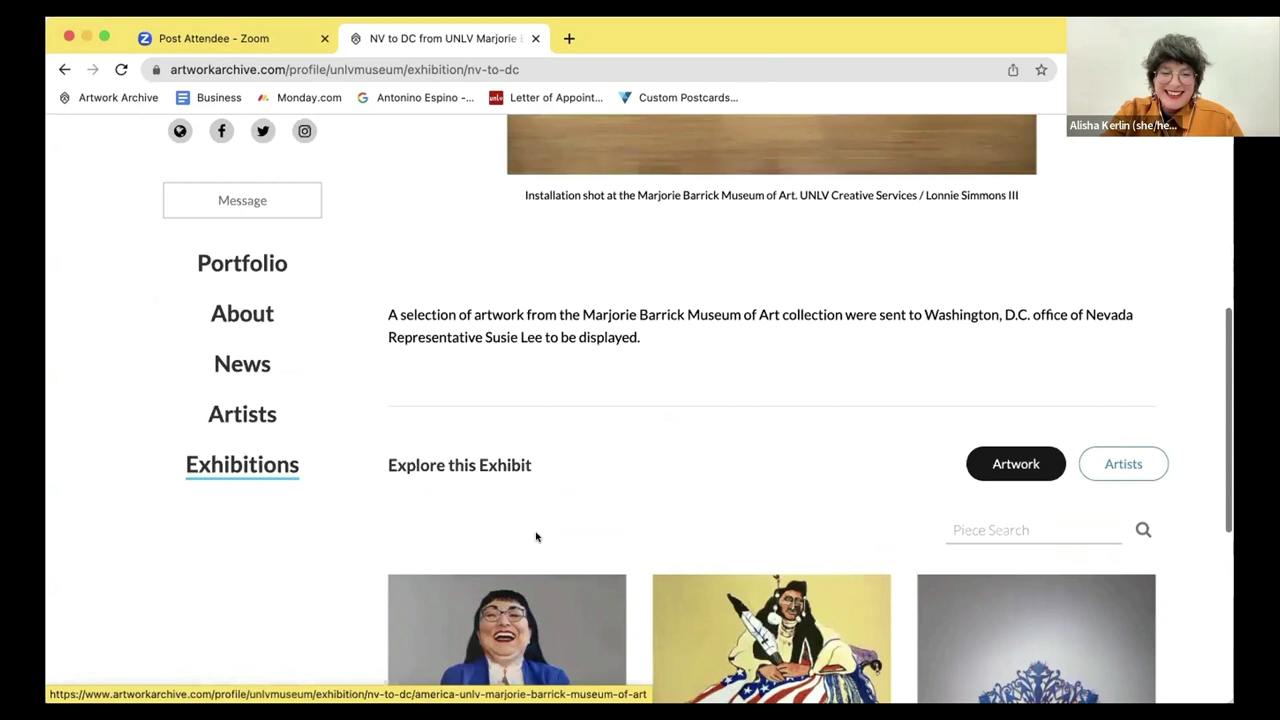 Post Attendee - Zoom
NV to DC from UNLV Marjorie
artworkarchive.com/profile/unlvmuseum/exhibition/nv-to-dc
Artwork Archive
Business
Monday.com
Antonino Espino -...
Letter of Appoint...
Custom Postcards...
Alisha Kerlin (she/he...
Message
Installation shot at the Marjorie Barrick Museum of Art. UNLV Creative Services / Lonnie Simmons III
Portfolio
About
News
Artists
Exhibitions
A selection of artwork from the Marjorie Barrick Museum of Art collection were sent to Washington, D.C. office of Nevada
Representative Susie Lee to be displayed.
Explore this Exhibit
Artwork
Artists
Piece Search
https://www.artworkarchive.com/profile/unlvmuseum/exhibition/nv-to-dc/america-unlv-marjorie-barrick-museum-of-art